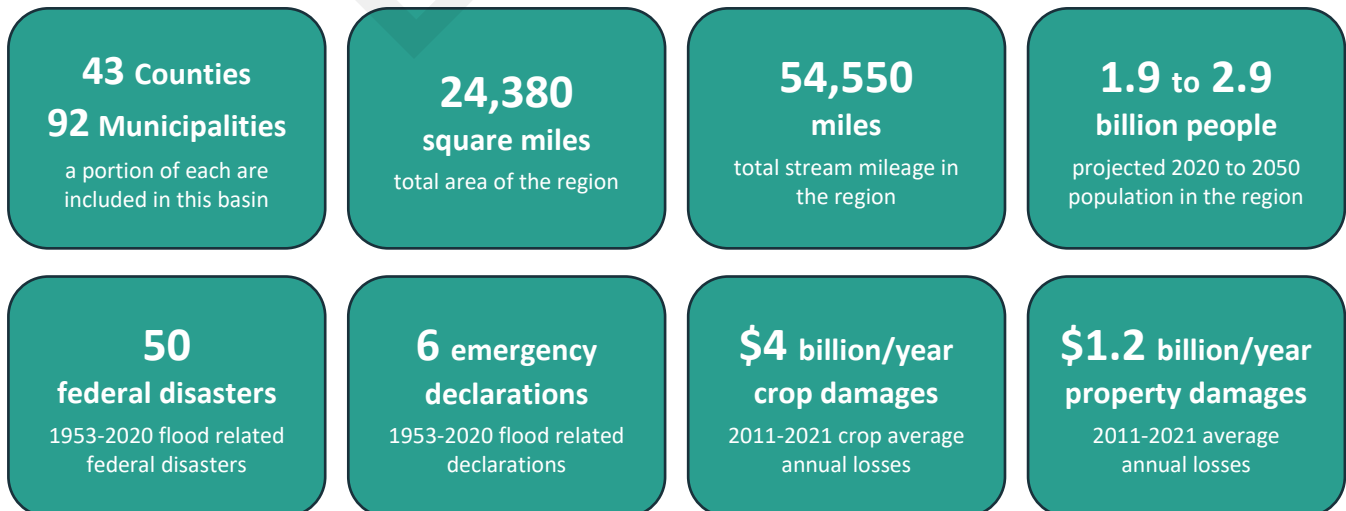 43 Counties
92 Municipalities
a portion of each are
included in this basin
24,380
square miles
total area of the region
54,550
miles
total stream mileage in
the region
1.9 to 2.9
billion people
projected 2020 to 2050
population in the region
50
federal disasters
1953-2020 flood related
federal disasters
6 emergency
declarations
1953-2020 flood related
declarations
$4 billion/year
crop damages
2011-2021 crop average
annual losses
$1.2 billion/year
property damages
2011-2021 average
annual losses